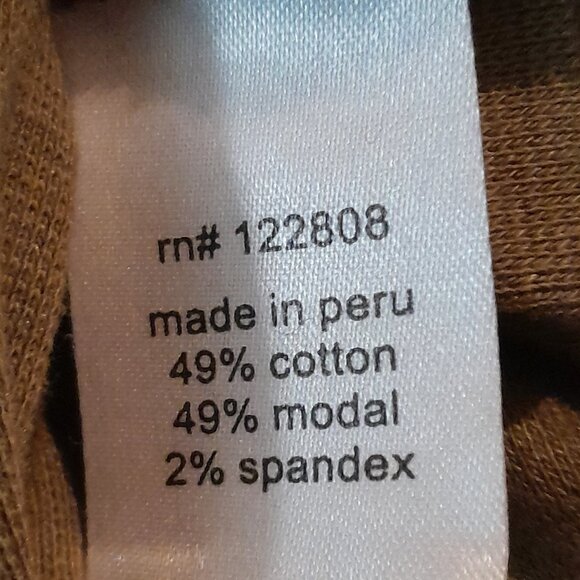 rn# 122808
made in peru
49% cotton
49% modal
2% spandex